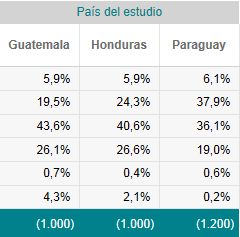 País del estudio
Guatemala Honduras Paraguay
5,9% 5,9% 6,1%
19,5% 24,3% 37,9%
43,6% 40,6% 36,1%
26,1% 26,6% 19,0%
0,7% 0,4% 0,6%
4,3% 2,1% 0,2%
(1.000) (1.000) (1.200)